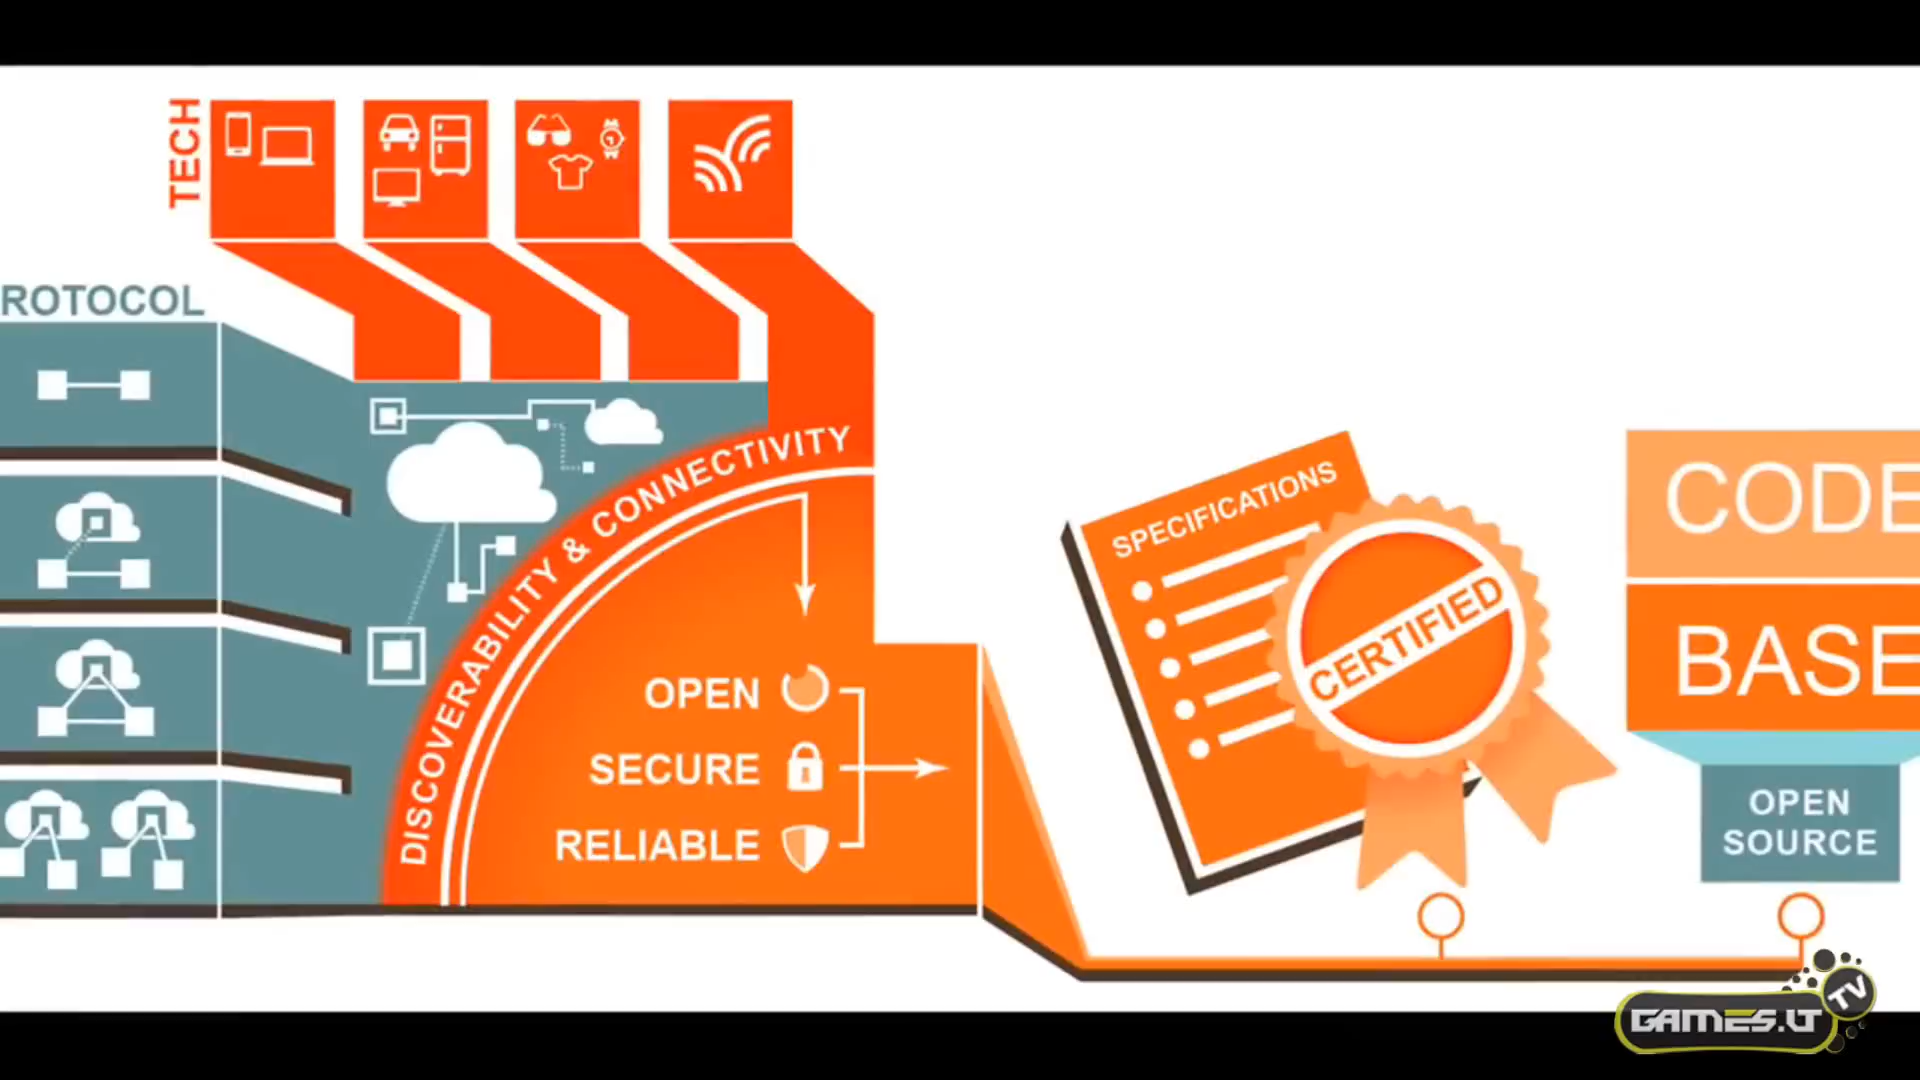 TECH
ROTOCOL
DISCOVERABILITY & CONNECTIVITY
OPEN
SECURE
RELIABLE
SPECIFICATIONS
CERTIFIED
CODE
BASE
OPEN
SOURCE
GAMES.LT
TV